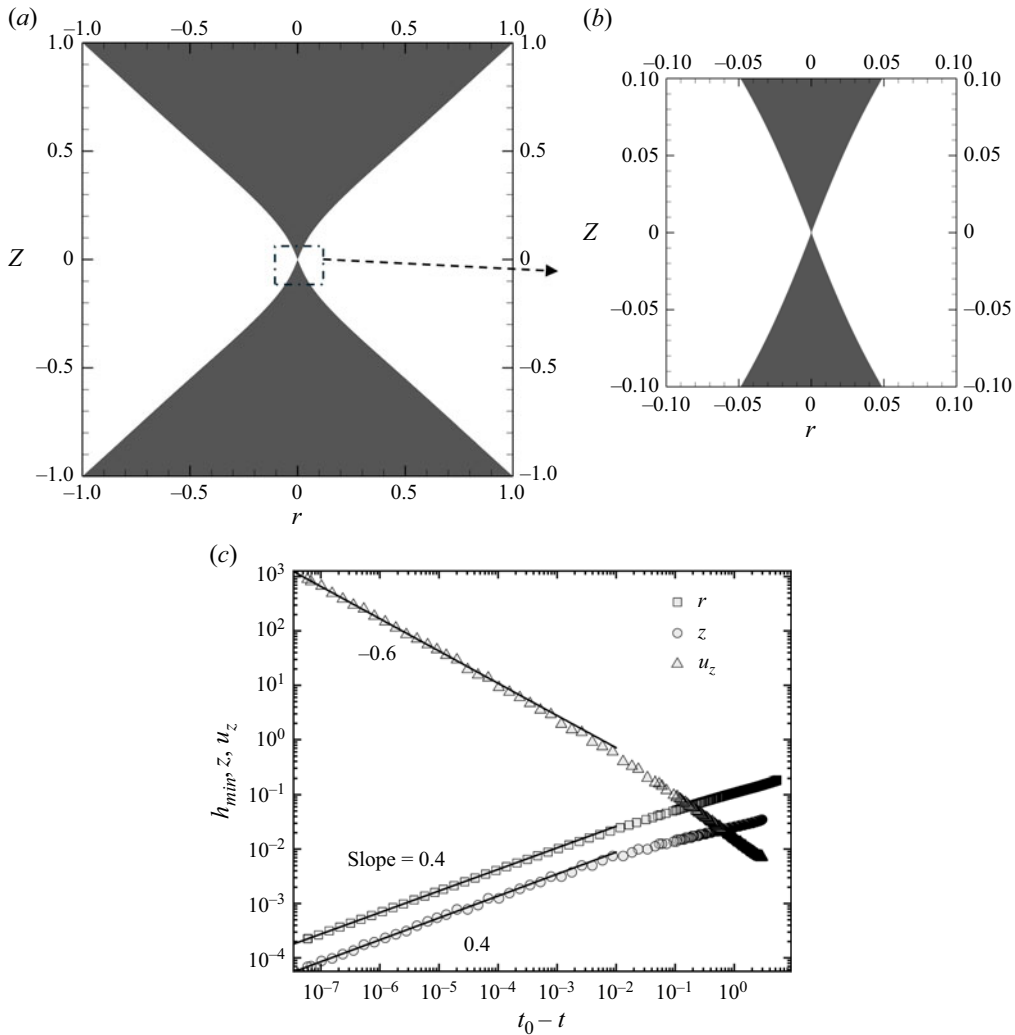 (a)
–1.0 –0.5 0 0.5 1.0
1.0 1.0
0.5 0.5
Z 0 0
–0.5 –0.5
–1.0 –1.0
–1.0 –0.5 0 0.5 1.0
r
(b)
–0.10 –0.05 0 0.05 0.10
0.10 0.10
0.05 0.05
Z 0 0
–0.05 –0.05
–0.10 –0.10
–0.10 –0.05 0 0.05 0.10
r
(c)
h_min, z, u_z
10^3
10^2
10^1
10^0
10^–1
10^–2
10^–3
10^–4
r
z
u_z
–0.6
Slope = 0.4
0.4
10^–7 10^–6 10^–5 10^–4 10^–3 10^–2 10^–1 10^0
t_0 – t